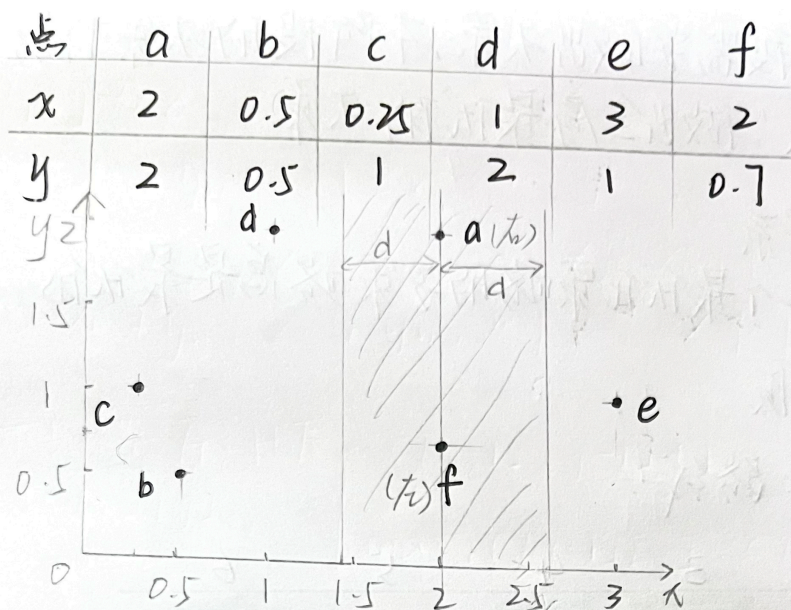 点 a b c d e f
x 2 0.5 0.25 1 3 2
y 2 0.5 1 2 1 0.7
y 2 d a (右)
d
d
1.5
1 c e
0.5 b (左) f
0 0.5 1 1.5 2 2.5 3 x